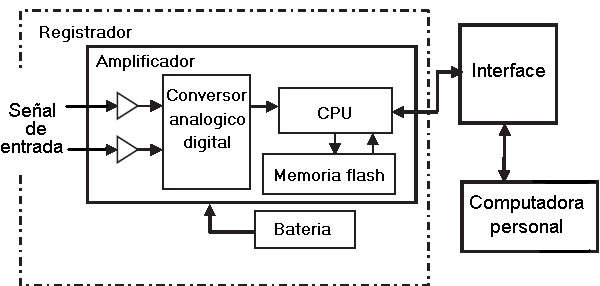 Registrador
Amplificador
Señal
de
entrada
Conversor
analogico
digital
CPU
Memoria flash
Bateria
Interface
Computadora
personal